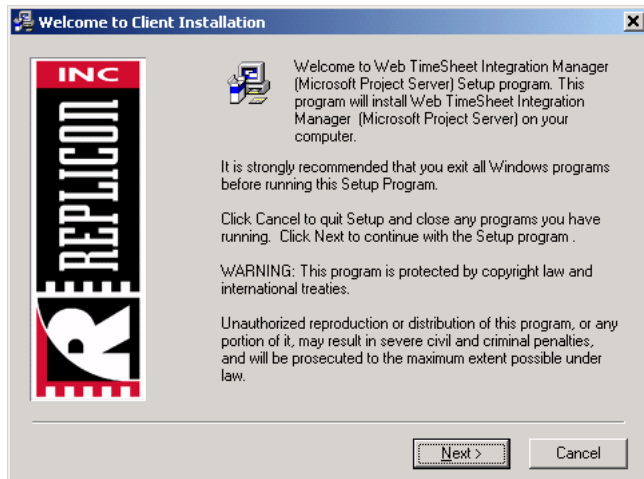 Welcome to Client Installation
INC
REPLICON
R
Welcome to Web TimeSheet Integration Manager
(Microsoft Project Server) Setup program. This
program will install Web TimeSheet Integration
Manager (Microsoft Project Server) on your
computer.
It is strongly recommended that you exit all Windows programs
before running this Setup Program.
Click Cancel to quit Setup and close any programs you have
running. Click Next to continue with the Setup program .
WARNING: This program is protected by copyright law and
international treaties.
Unauthorized reproduction or distribution of this program, or any
portion of it, may result in severe civil and criminal penalties,
and will be prosecuted to the maximum extent possible under
law.
Next >
Cancel